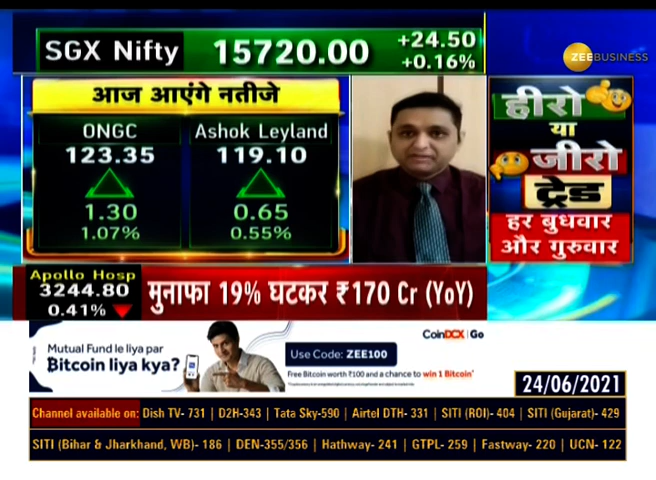 SGX Nifty 15720.00 +24.50
+0.16%
ZEEBUSINESS
आज आएंगे नतीजे
ONGC
123.35
1.30
1.07%
Ashok Leyland
119.10
0.65
0.55%
हीरो
या
जीरो
ट्रेड
हर बुधवार
और गुरुवार
Apollo Hosp
3244.80
0.41%
मुनाफा 19% घटकर ₹170 Cr (YoY)
Mutual Fund le liya par
Bitcoin liya kya?
CoinDCX Go
Use Code: ZEE100
Free Bitcoin worth ₹100 and a chance to win 1 Bitcoin*
24/06/2021
Channel available on: Dish TV- 731 | D2H-343 | Tata Sky-590 | Airtel DTH- 331 | SITI (ROI)- 404 | SITI (Gujarat)- 429
SITI (Bihar & Jharkhand, WB)- 186 | DEN-355/356 | Hathway- 241 | GTPL- 259 | Fastway- 220 | UCN- 122